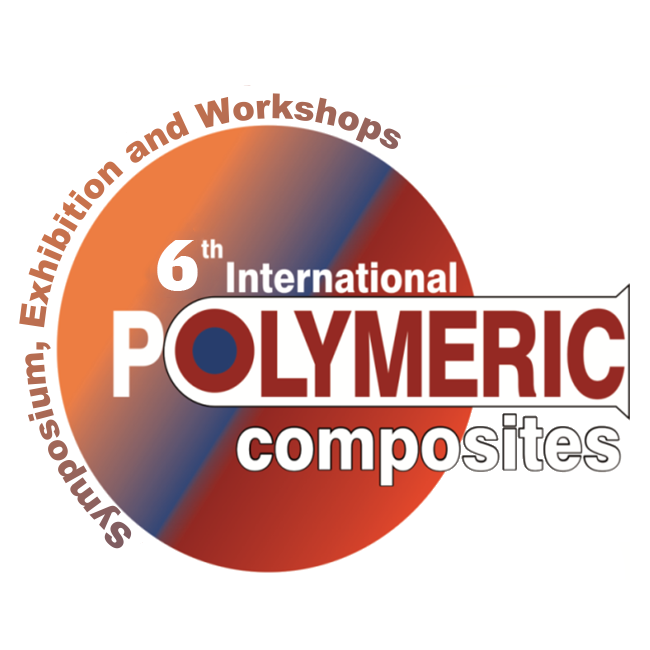 Symposium, Exhibition and Workshops
6th
International
POLYMERIC
composites